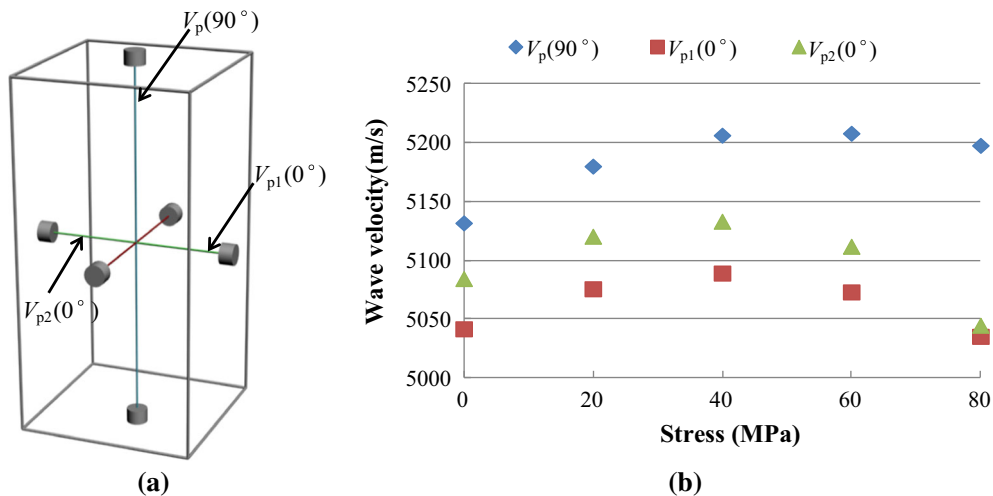 Vp(90°)
Vp1(0°)
Vp2(0°)
(a)
Vp(90°) Vp1(0°) Vp2(0°)
Wave velocity(m/s)
5250
5200
5150
5100
5050
5000
0 20 40 60 80
Stress (MPa)
(b)